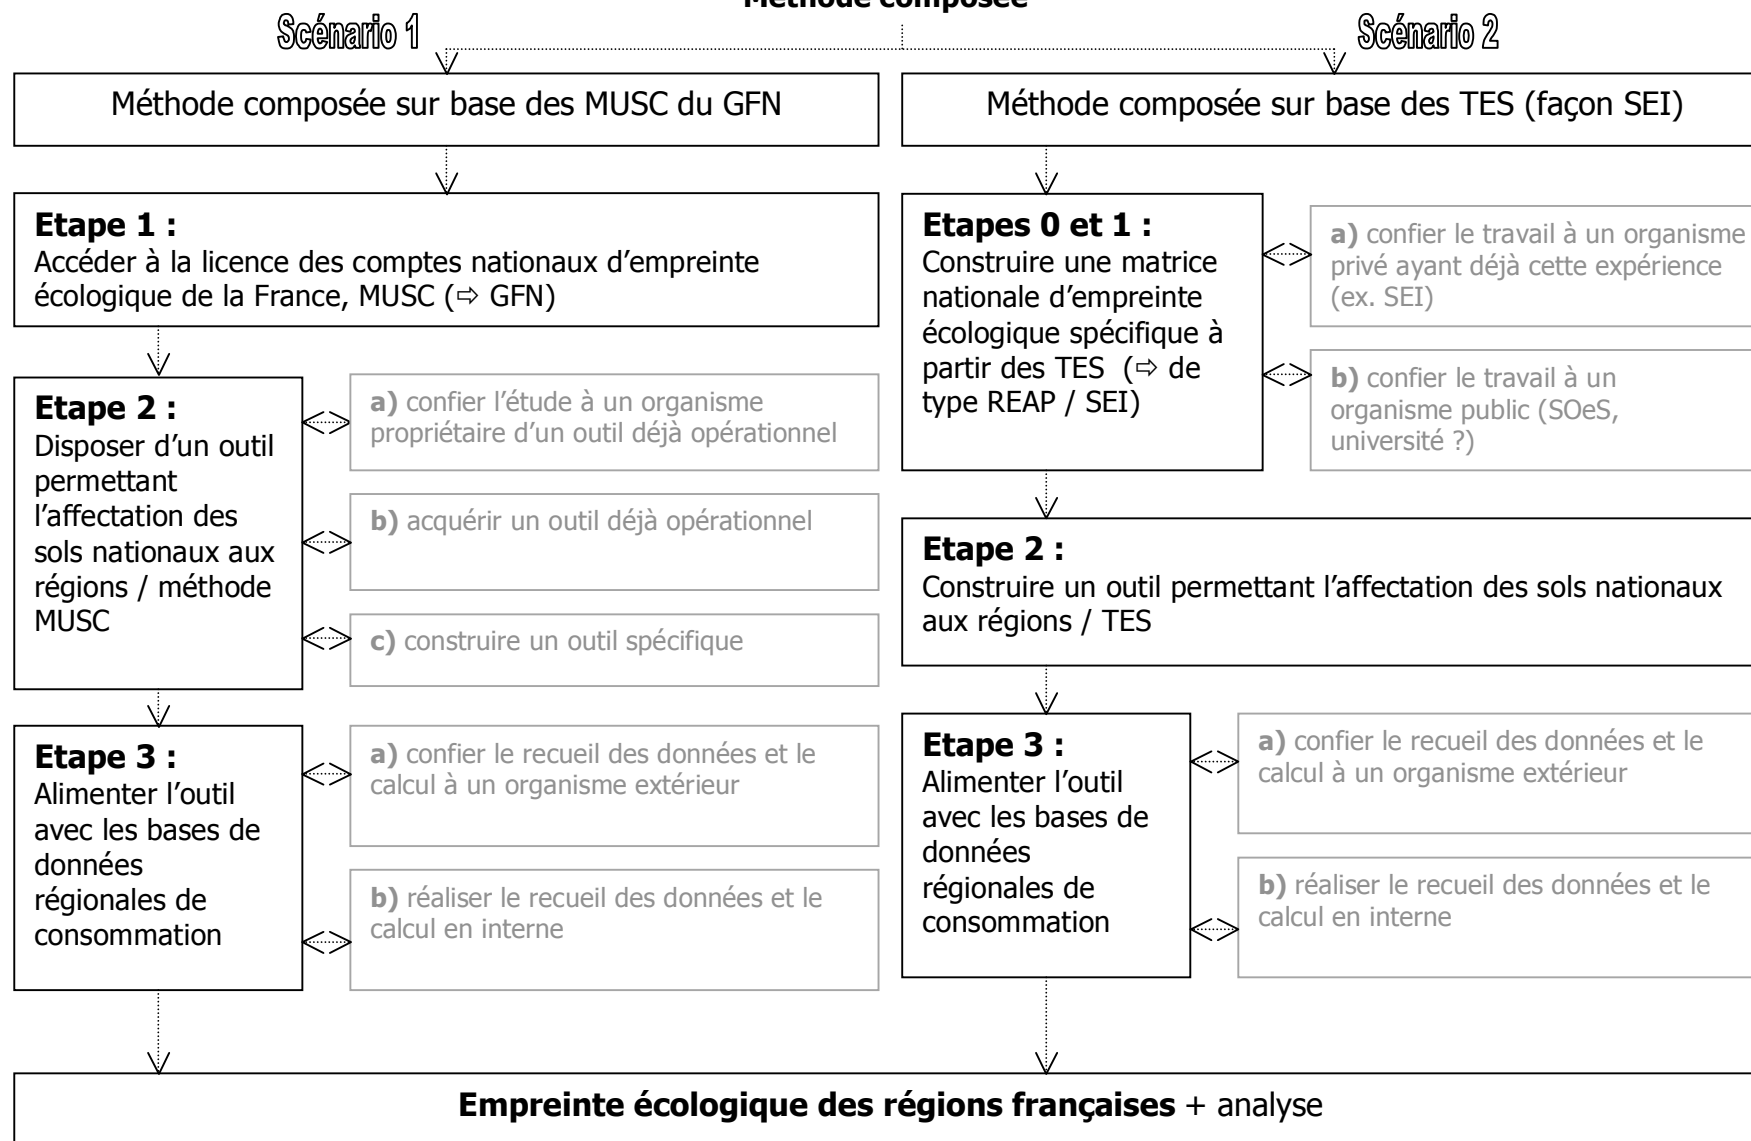 Méthode composée
Scénario 1
Scénario 2
Méthode composée sur base des MUSC du GFN
Méthode composée sur base des TES (façon SEI)
Etape 1 :
Accéder à la licence des comptes nationaux d’empreinte
écologique de la France, MUSC (⇨ GFN)
Etape 2 :
Disposer d’un outil
permettant
l’affectation des
sols nationaux aux
régions / méthode
MUSC
a) confier l’étude à un organisme
propriétaire d’un outil déjà opérationnel
b) acquérir un outil déjà opérationnel
c) construire un outil spécifique
Etape 3 :
Alimenter l’outil
avec les bases de
données
régionales de
consommation
a) confier le recueil des données et le
calcul à un organisme extérieur
b) réaliser le recueil des données et le
calcul en interne
Etapes 0 et 1 :
Construire une matrice
nationale d’empreinte
écologique spécifique à
partir des TES (⇨ de
type REAP / SEI)
a) confier le travail à un organisme
privé ayant déjà cette expérience
(ex. SEI)
b) confier le travail à un
organisme public (SOeS,
université ?)
Etape 2 :
Construire un outil permettant l’affectation des sols nationaux
aux régions / TES
Etape 3 :
Alimenter l’outil
avec les bases de
données
régionales de
consommation
a) confier le recueil des données et le
calcul à un organisme extérieur
b) réaliser le recueil des données et le
calcul en interne
Empreinte écologique des régions françaises + analyse